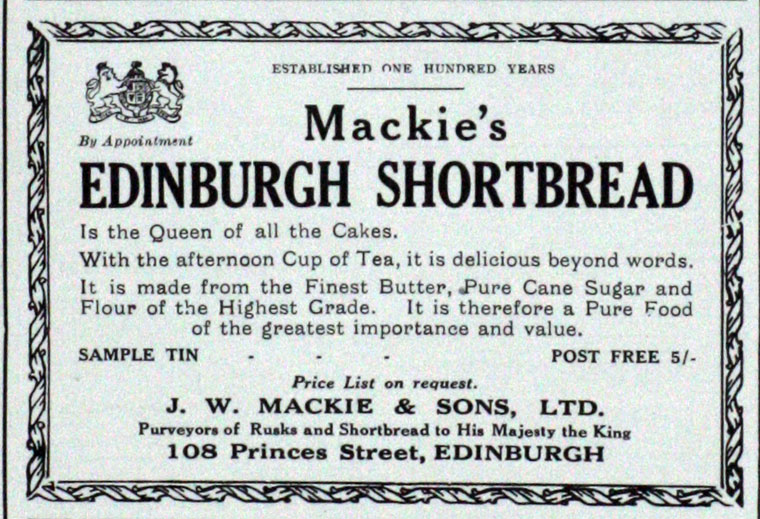 ESTABLISHED ONE HUNDRED YEARS
By Appointment
Mackie's
EDINBURGH SHORTBREAD
Is the Queen of all the Cakes.
With the afternoon Cup of Tea, it is delicious beyond words.
It is made from the Finest Butter, Pure Cane Sugar and
Flour of the Highest Grade. It is therefore a Pure Food
of the greatest importance and value.
SAMPLE TIN - - - POST FREE 5/-
Price List on request.
J. W. MACKIE & SONS, LTD.
Purveyors of Rusks and Shortbread to His Majesty the King
108 Princes Street, EDINBURGH